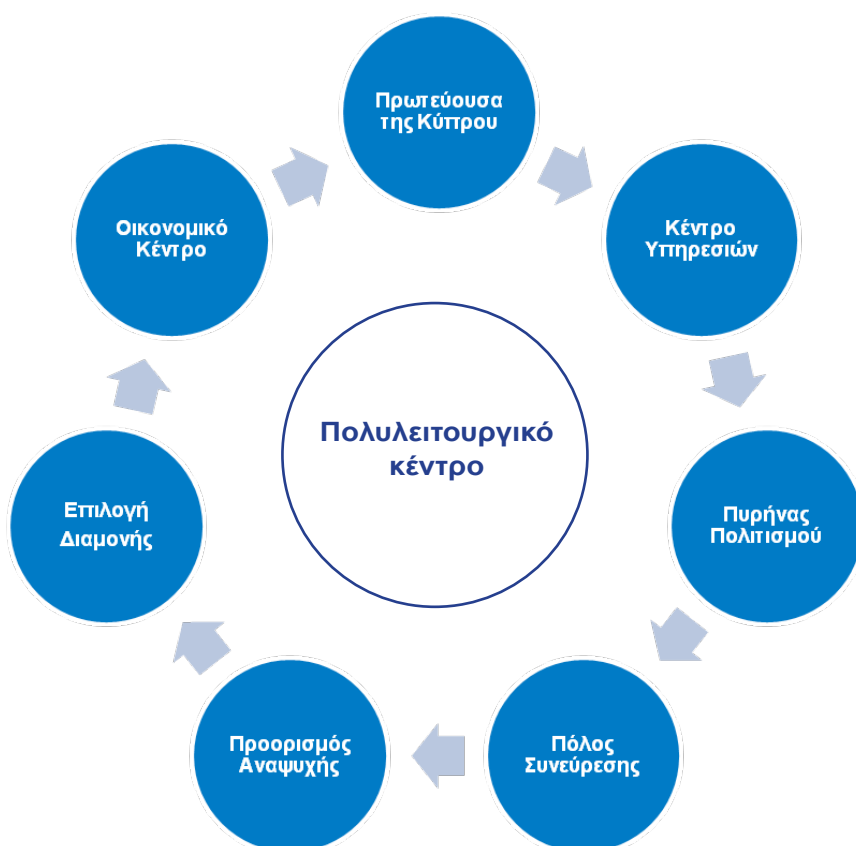 Πρωτεύουσα
της Κύπρου
Κέντρο
Υπηρεσιών
Πυρήνας
Πολιτισμού
Πόλος
Συνεύρεσης
Προορισμός
Αναψυχής
Επιλογή
Διαμονής
Οικονομικό
Κέντρο
Πολυλειτουργικό
κέντρο